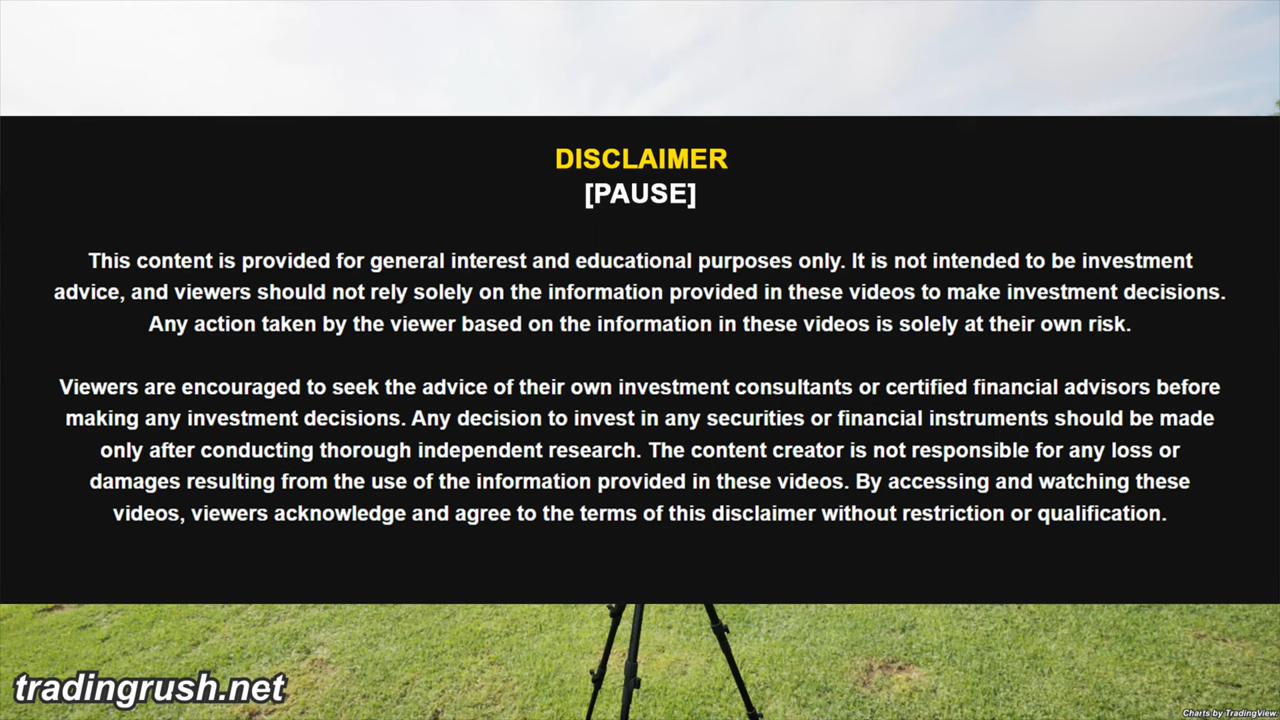 DISCLAIMER
[PAUSE]
This content is provided for general interest and educational purposes only. It is not intended to be investment
advice, and viewers should not rely solely on the information provided in these videos to make investment decisions.
Any action taken by the viewer based on the information in these videos is solely at their own risk.
Viewers are encouraged to seek the advice of their own investment consultants or certified financial advisors before
making any investment decisions. Any decision to invest in any securities or financial instruments should be made
only after conducting thorough independent research. The content creator is not responsible for any loss or
damages resulting from the use of the information provided in these videos. By accessing and watching these
videos, viewers acknowledge and agree to the terms of this disclaimer without restriction or qualification.
tradingrush.net
Charts by TradingView